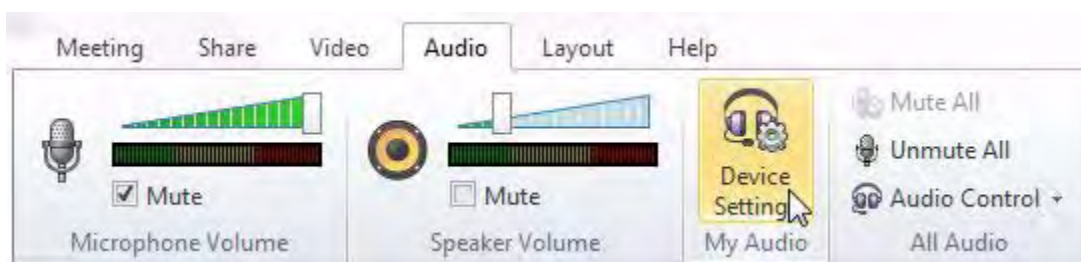 Meeting Share Video Audio Layout Help
Mute
Microphone Volume
Mute
Speaker Volume
Device
Settings
My Audio
Mute All
Unmute All
Audio Control
All Audio